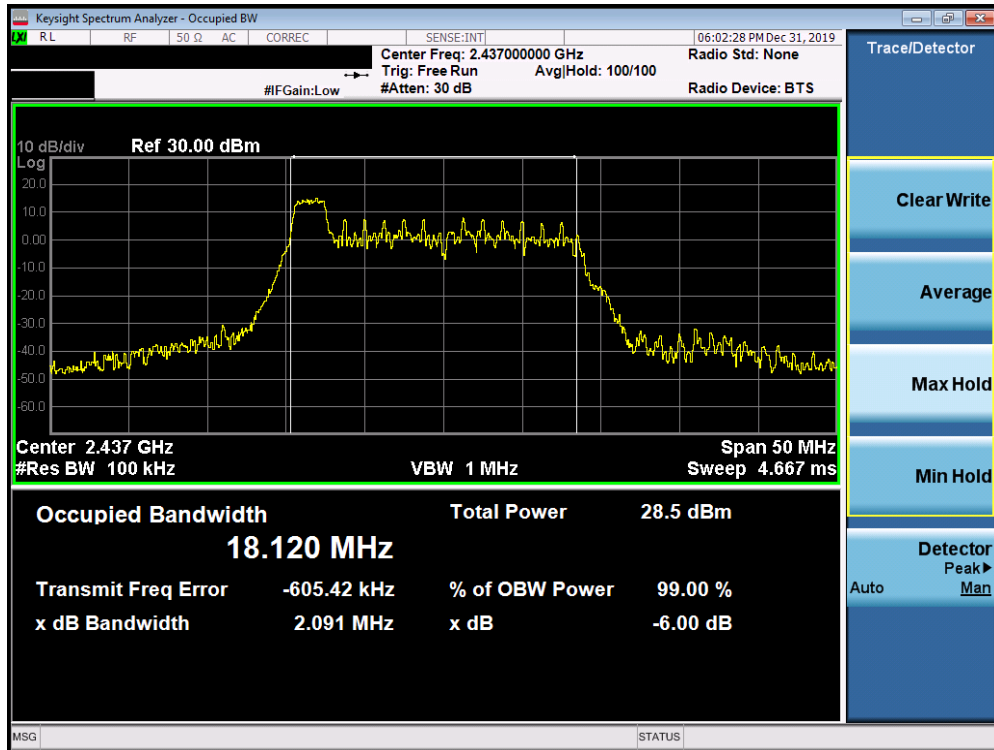 Keysight Spectrum Analyzer - Occupied BW
LXI RL RF 50 Ω AC CORREC SENSE:INT 06:02:28 PM Dec 31, 2019
Center Freq: 2.437000000 GHz Radio Std: None
Trig: Free Run Avg|Hold: 100/100
#IFGain:Low #Atten: 30 dB Radio Device: BTS
10 dB/div Ref 30.00 dBm
Log
20.0
10.0
0.00
-10.0
-20.0
-30.0
-40.0
-50.0
-60.0
Center 2.437 GHz Span 50 MHz
#Res BW 100 kHz VBW 1 MHz Sweep 4.667 ms
Occupied Bandwidth Total Power 28.5 dBm
18.120 MHz
Transmit Freq Error -605.42 kHz % of OBW Power 99.00 %
x dB Bandwidth 2.091 MHz x dB -6.00 dB
Trace/Detector
Clear Write
Average
Max Hold
Min Hold
Detector
Peak▶
Auto Man
MSG STATUS